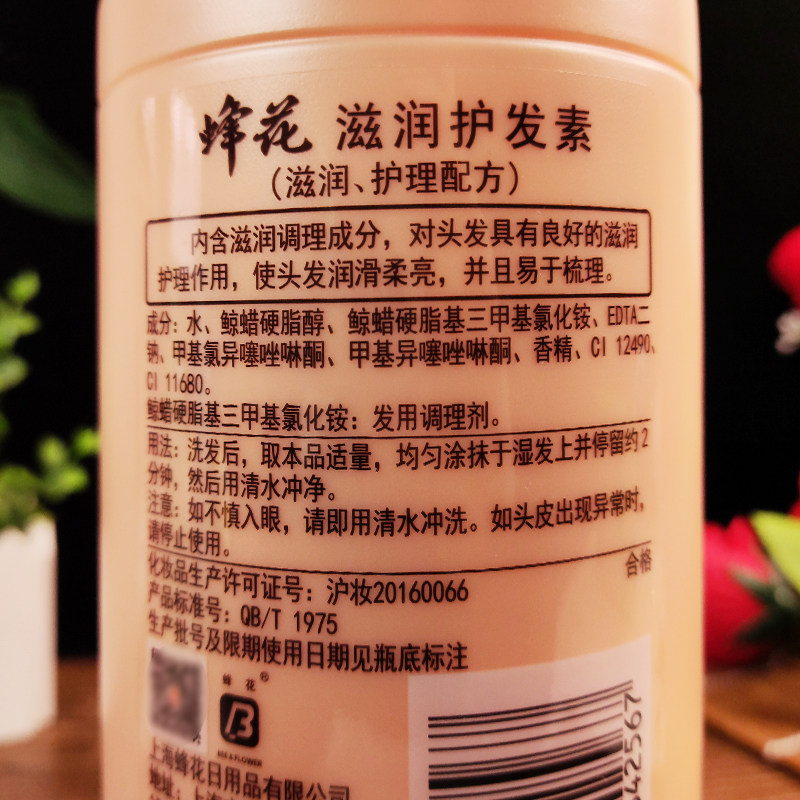 蜂花 滋润护发素
(滋润、护理配方)
内含滋润调理成分，对头发具有良好的滋润
护理作用，使头发润滑柔亮，并且易于梳理。
成分：水、鲸蜡硬脂醇、鲸蜡硬脂基三甲基氯化铵、EDTA二
钠、甲基氯异噻唑啉酮、甲基异噻唑啉酮、香精、CI 12490、
CI 11680。
鲸蜡硬脂基三甲基氯化铵：发用调理剂。
用法：洗发后，取本品适量，均匀涂抹于湿发上并停留约2
分钟，然后用清水冲净。
注意：如不慎入眼，请即用清水冲洗。如头皮出现异常时，
请停止使用。
合格
化妆品生产许可证号：沪妆20160066
产品标准号：QB/T 1975
生产批号及限期使用日期见瓶底标注
蜂花®
B
BEE & FLOWER
上海蜂花日用品有限公司
地址：上海
42567